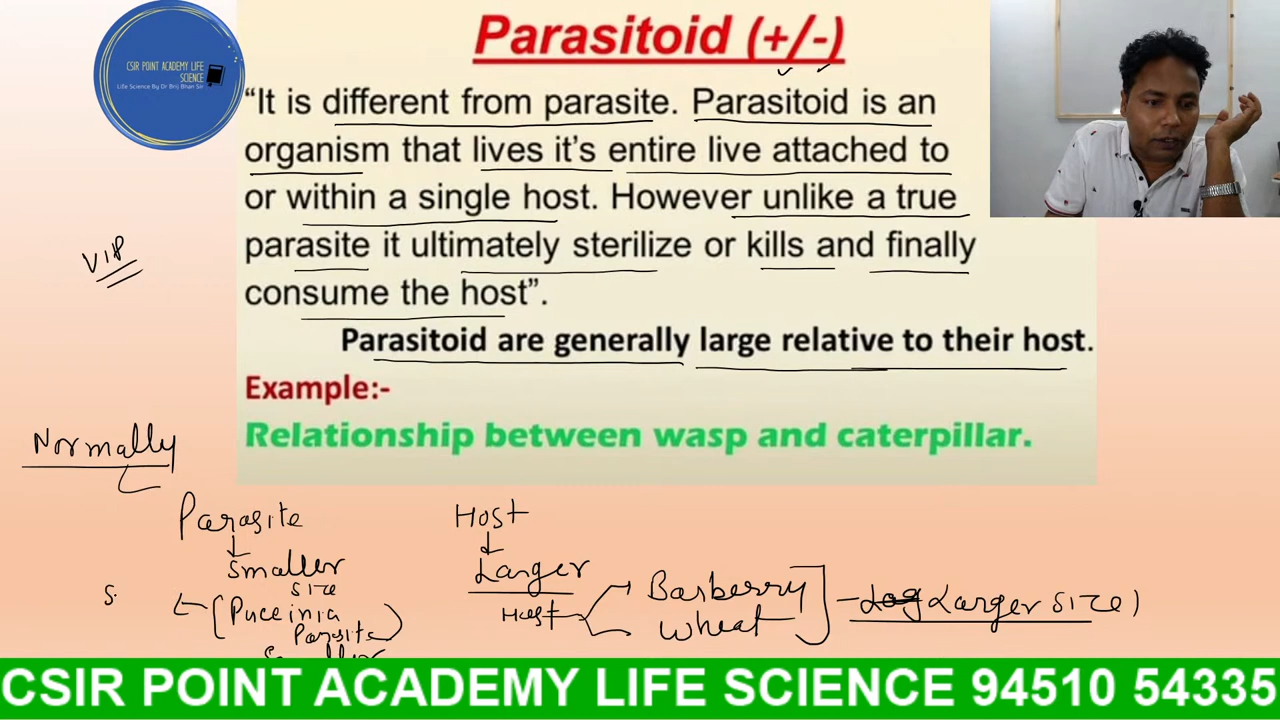 CSIR POINT ACADEMY LIFE
SCIENCE
Life Science By Dr Brij Bhan Sir
Parasitoid (+/-)
“It is different from parasite. Parasitoid is an
organism that lives it’s entire live attached to
or within a single host. However unlike a true
parasite it ultimately sterilize or kills and finally
consume the host”.
Parasitoid are generally large relative to their host.
Example:-
Relationship between wasp and caterpillar.
VIP
Normally
Parasite
Host
Smaller
size
Larger
(Puccinia
Parasite)
Host
Barberry
Wheat
Larger size)
S
CSIR POINT ACADEMY LIFE SCIENCE 94510 54335